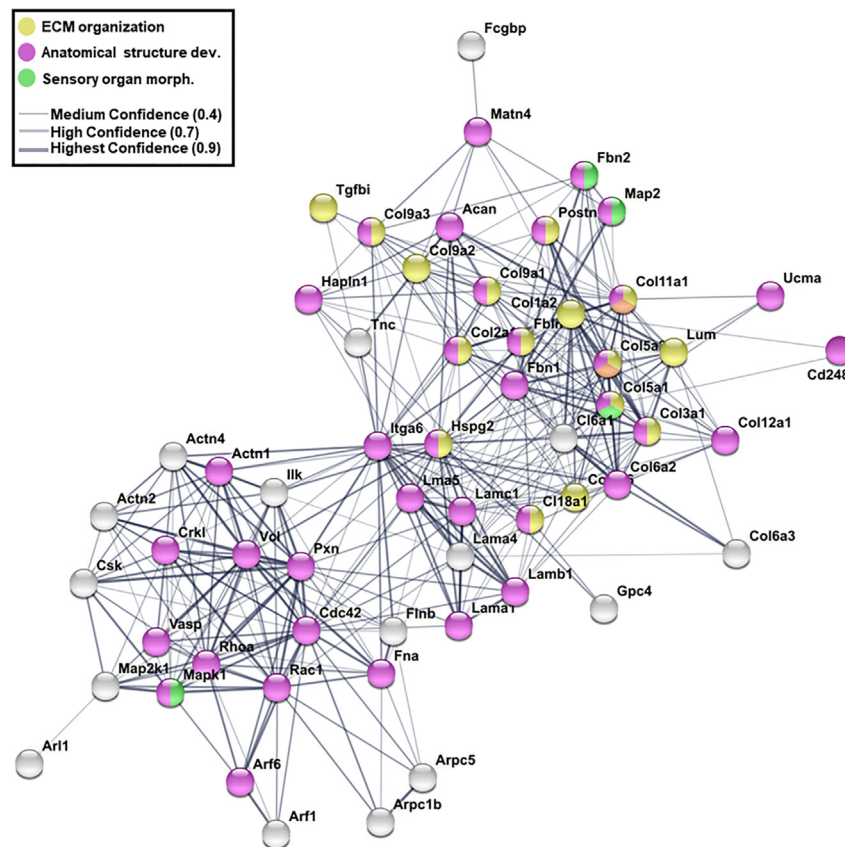 ECM organization
Anatomical structure dev.
Sensory organ morph.
Medium Confidence (0.4)
High Confidence (0.7)
Highest Confidence (0.9)
Fcgbp
Matn4
Fbn2
Tgfbi
Map2
Col9a3
Acan
Postn
Col9a2
Hapln1
Col9a1
Col11a1
Ucma
Col1a2
Tnc
Col2a1
Fbln
Lum
Col5a
Fbn1
Cd248
Col5a1
Itga6
Hspg2
Cl6a1
Col3a1
Col12a1
Actn4
Actn1
Ilk
Lma5
Lamc1
Col6a2
Actn2
Cl18a1
Crkl
Vcl
Pxn
Lama4
Col6a3
Csk
Lamb1
Vasp
Cdc42
Flnb
Lama1
Gpc4
Map2k1
Rhoa
Mapk1
Rac1
Fna
Arl1
Arf6
Arpc5
Arf1
Arpc1b